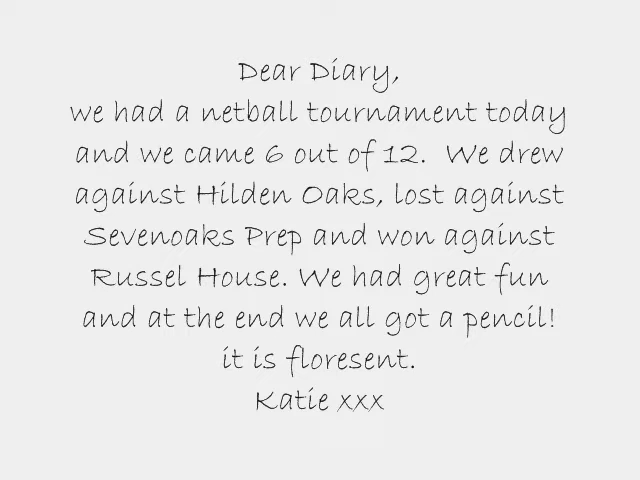 Dear Diary,
we had a netball tournament today
and we came 6 out of 12. We drew
against Hilden Oaks, lost against
Sevenoaks Prep and won against
Russel House. We had great fun
and at the end we all got a pencil!
it is floresent.
Katie xxx